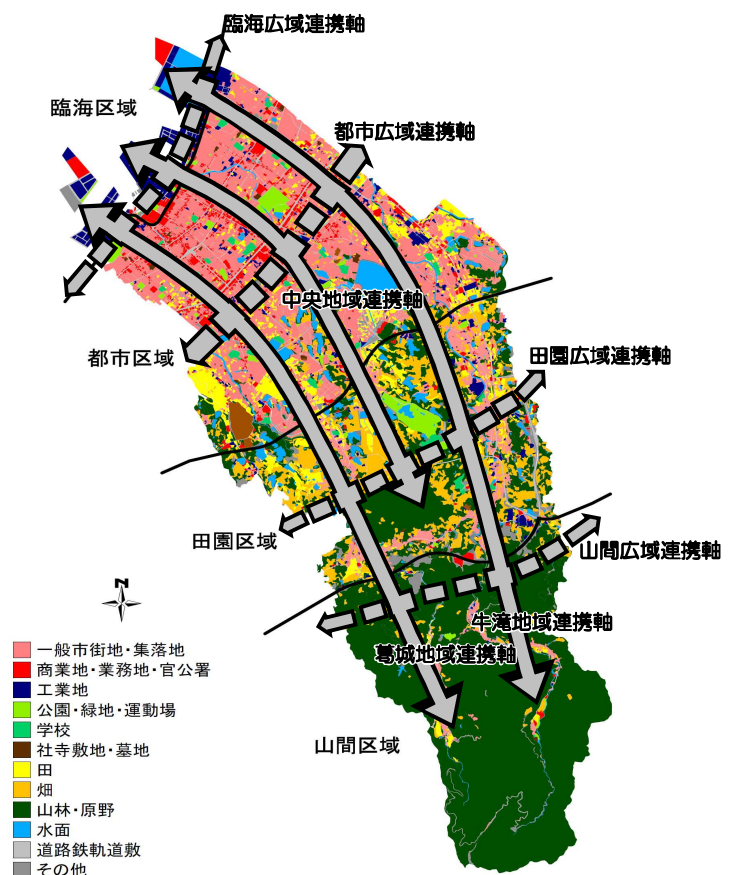 臨海広域連携軸
臨海区域
都市広域連携軸
中央地域連携軸
都市区域
田園広域連携軸
田園区域
山間広域連携軸
N
牛滝地域連携軸
葛城地域連携軸
山間区域
一般市街地・集落地
商業地・業務地・官公署
工業地
公園・緑地・運動場
学校
社寺敷地・墓地
田
畑
山林・原野
水面
道路鉄軌道敷
その他